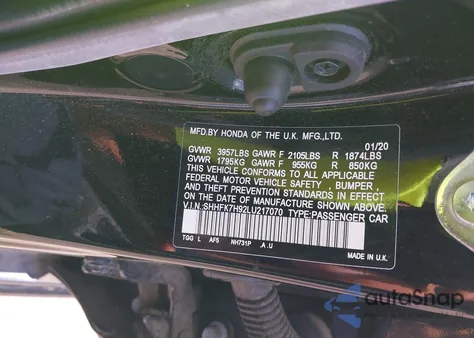 MFD.BY HONDA OF THE U.K.MFG.,LTD.
01/20
GVWR 3957LBS GAWR F 2105LBS R 1874LBS
GVWR 1795KG GAWR F 955KG R 850KG
THIS VEHICLE CONFORMS TO ALL APPLICABLE
FEDERAL MOTOR VEHICLE SAFETY , BUMPER ,
AND THEFT PREVENTION STANDARDS IN EFFECT
ON THE DATE OF MANUFACTURE SHOWN ABOVE.
V.I.N.:SHHFK7H92LU217070 TYPE:PASSENGER CAR
TGG L AF5 NH731P .A.U
MADE IN U.K.
autoSnap